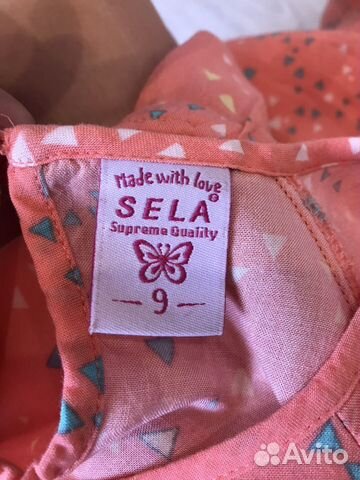 Made with love
SELA®
Supreme Quality
- 9 -
Avito